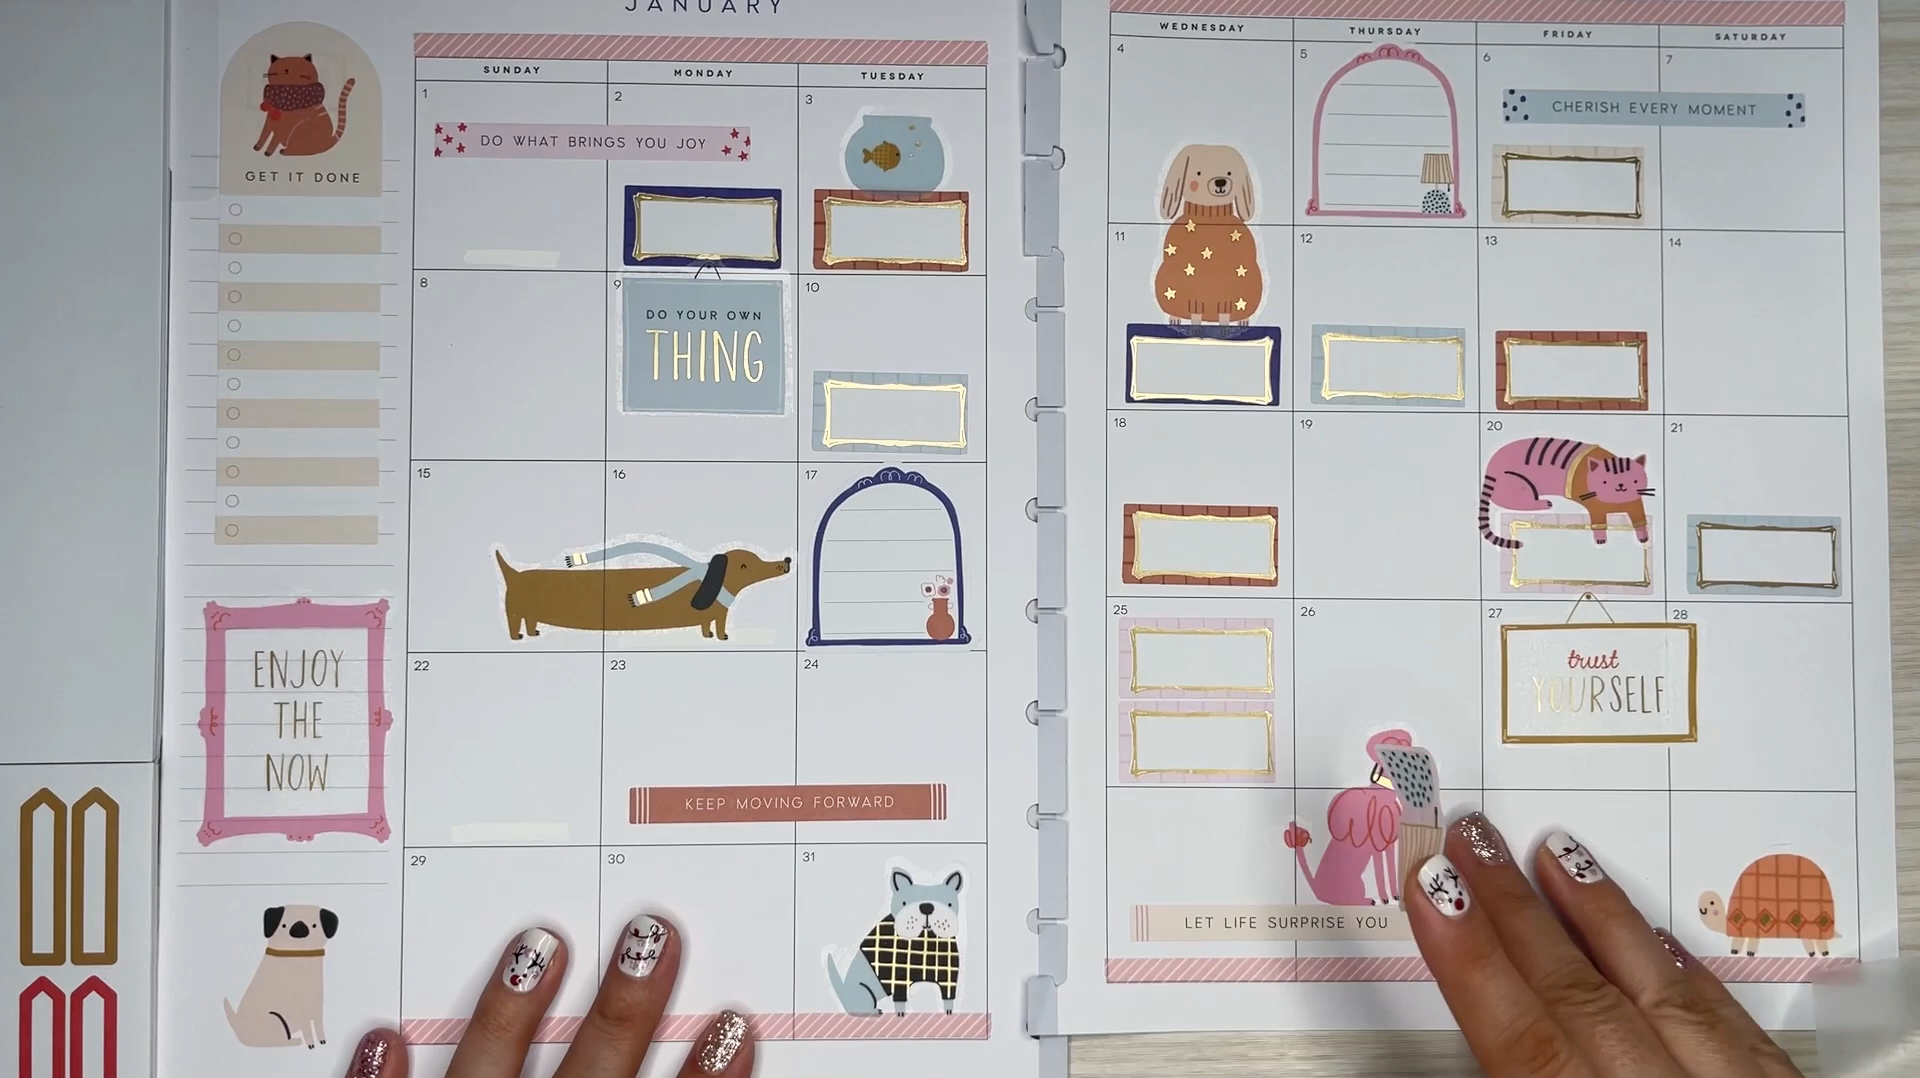 JANUARY
GET IT DONE
SUNDAY MONDAY TUESDAY
1 2 3
DO WHAT BRINGS YOU JOY
8 9 10
DO YOUR OWN
THING
15 16 17
22 23 24
KEEP MOVING FORWARD
29 30 31
ENJOY
THE
NOW
WEDNESDAY THURSDAY FRIDAY SATURDAY
4 5 6 7
CHERISH EVERY MOMENT
11 12 13 14
18 19 20 21
25 26 27 28
trust
YOURSELF
LET LIFE SURPRISE YOU